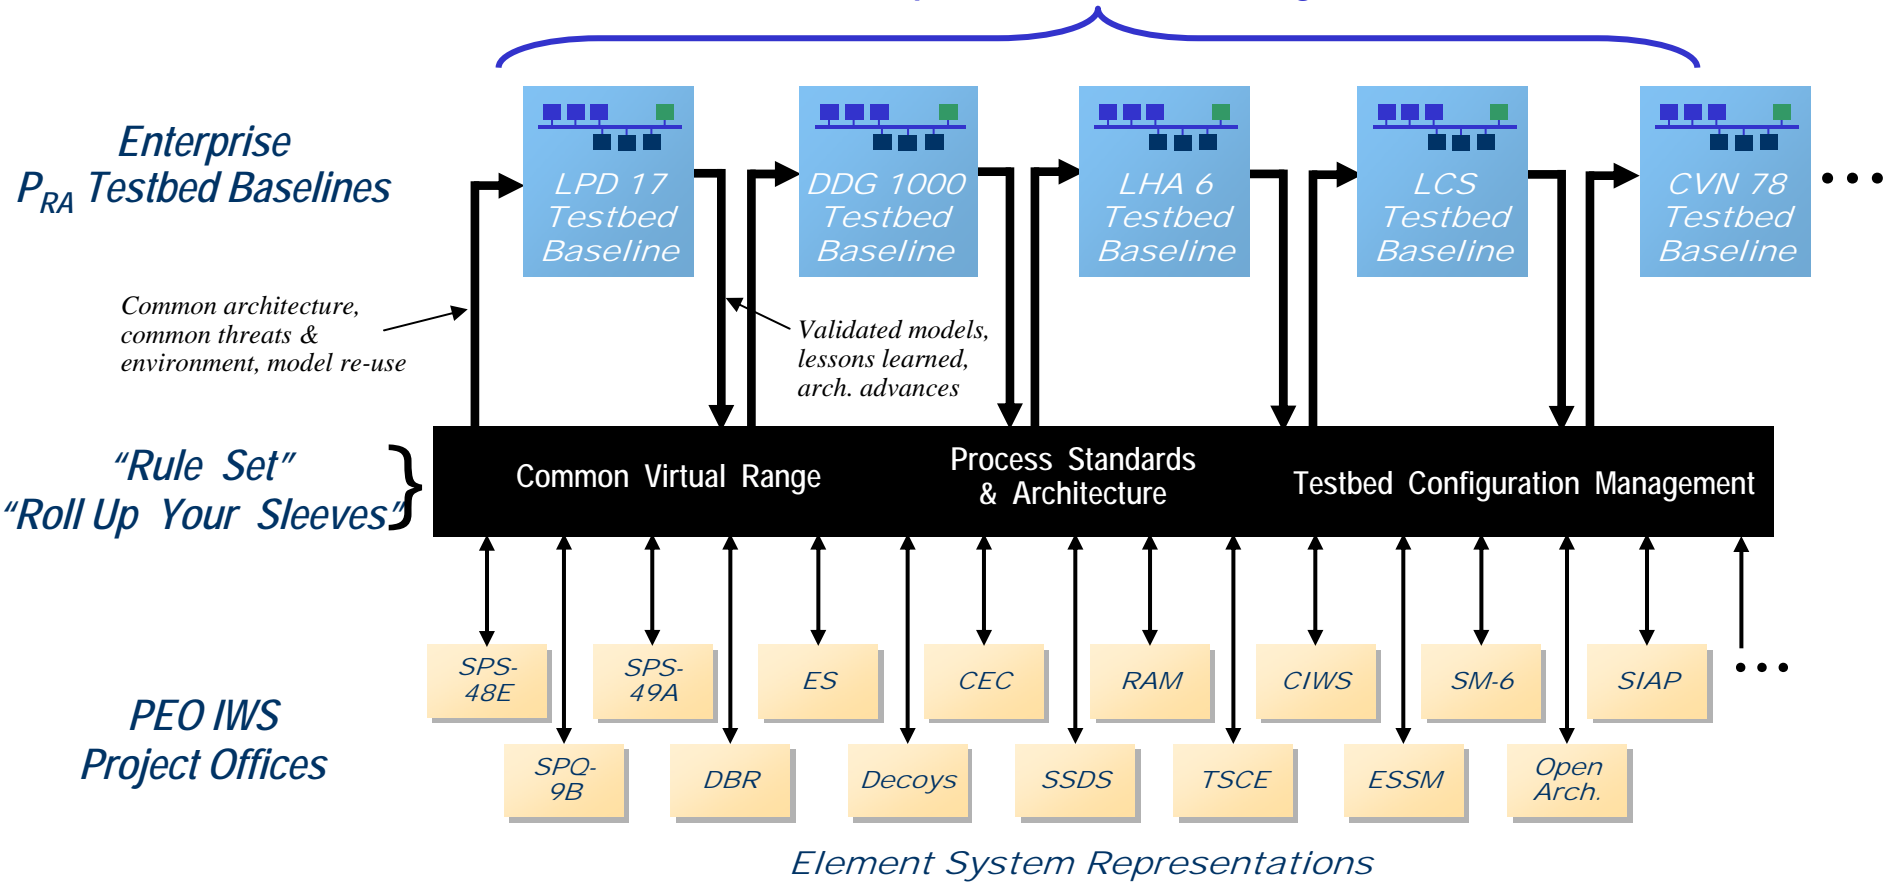 Enterprise
PRA Testbed Baselines
LPD 17
Testbed
Baseline
DDG 1000
Testbed
Baseline
LHA 6
Testbed
Baseline
LCS
Testbed
Baseline
CVN 78
Testbed
Baseline
...
Common architecture,
common threats &
environment, model re-use
Validated models,
lessons learned,
arch. advances
“Rule Set”
“Roll Up Your Sleeves”
Common Virtual Range
Process Standards
& Architecture
Testbed Configuration Management
PEO IWS
Project Offices
SPS-
48E
SPS-
49A
ES
CEC
RAM
CIWS
SM-6
SIAP
...
SPQ-
9B
DBR
Decoys
SSDS
TSCE
ESSM
Open
Arch.
Element System Representations